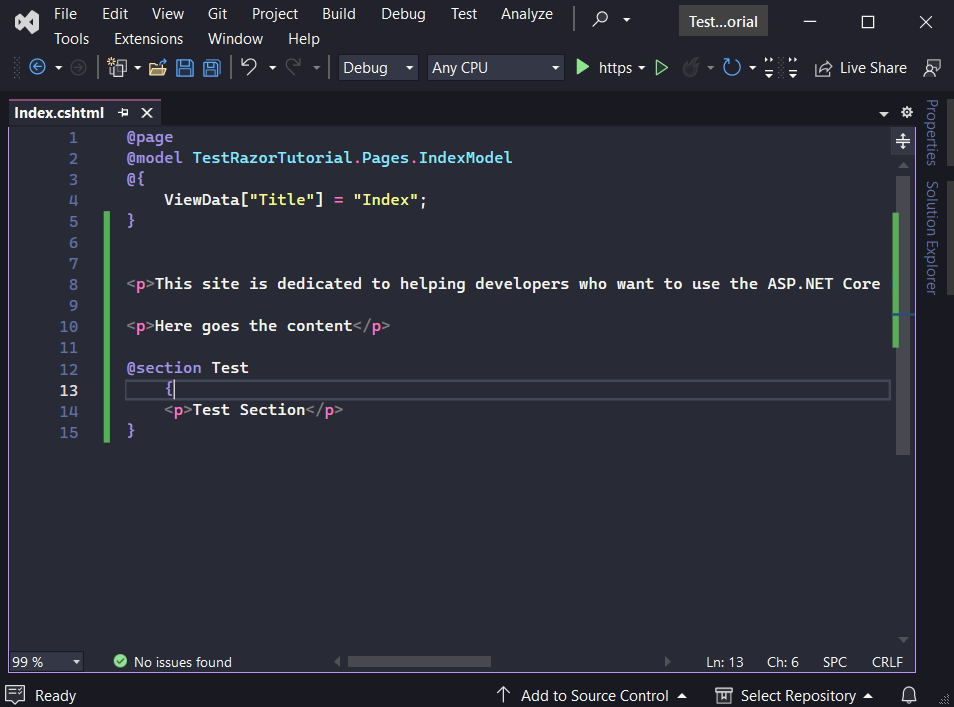 File Edit View Git Project Build Debug Test Analyze Test...orial
Tools Extensions Window Help
Debug Any CPU https Live Share
Index.cshtml
Properties
Solution Explorer
1 @page
2 @model TestRazorTutorial.Pages.IndexModel
3 @{
4 ViewData["Title"] = "Index";
5 }
6
7
8 <p>This site is dedicated to helping developers who want to use the ASP.NET Core
9
10 <p>Here goes the content</p>
11
12 @section Test
13 {
14 <p>Test Section</p>
15 }
99 % No issues found Ln: 13 Ch: 6 SPC CRLF
Ready Add to Source Control Select Repository